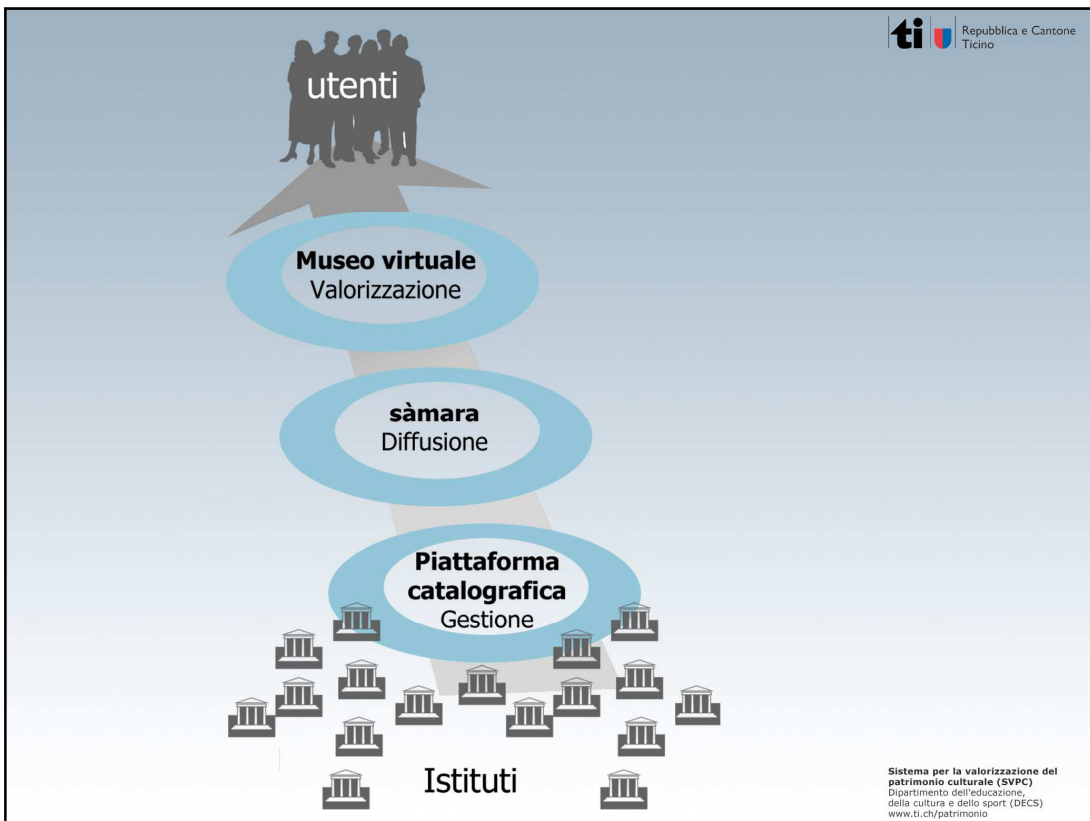 ti Repubblica e Cantone
Ticino
utenti
Museo virtuale
Valorizzazione
sàmara
Diffusione
Piattaforma
catalografica
Gestione
Istituti
Sistema per la valorizzazione del
patrimonio culturale (SVPC)
Dipartimento dell'educazione,
della cultura e dello sport (DECS)
www.ti.ch/patrimonio